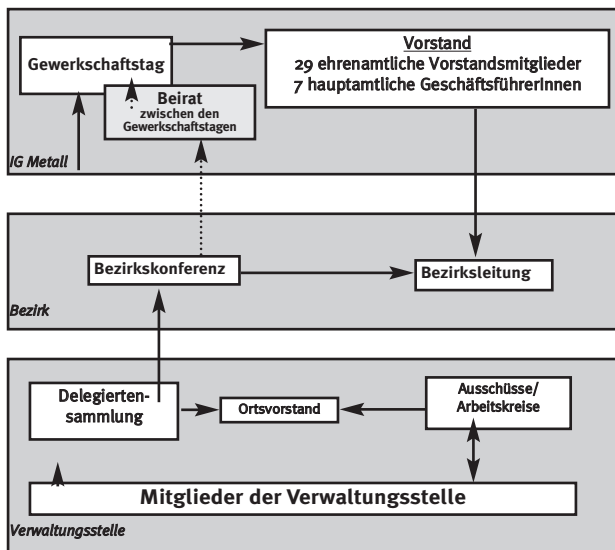 Gewerkschaftstag
Vorstand
29 ehrenamtliche Vorstandsmitglieder
7 hauptamtliche GeschäftsführerInnen
Beirat
zwischen den
Gewerkschaftstagen
IG Metall
Bezirkskonferenz
Bezirksleitung
Bezirk
Delegierten-
sammlung
Ortsvorstand
Ausschüsse/
Arbeitskreise
Mitglieder der Verwaltungsstelle
Verwaltungsstelle